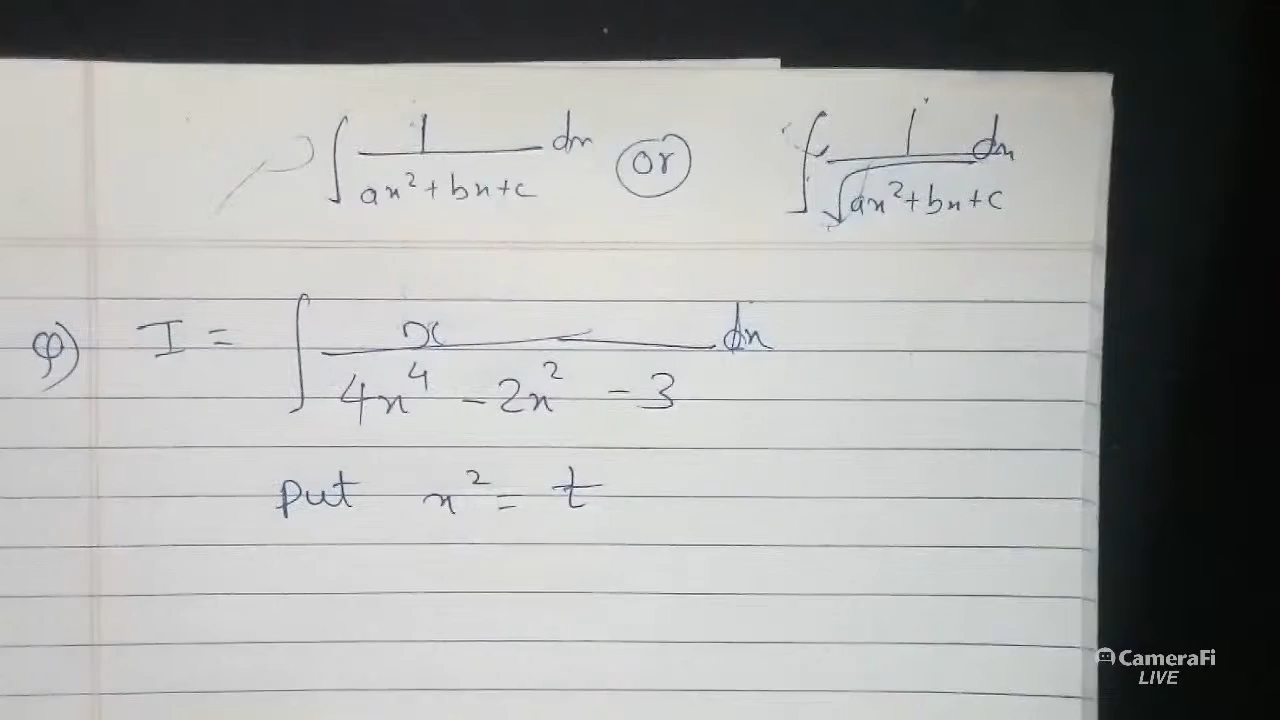 ∫ 1/(ax²+bx+c) dx or ∫ 1/√(ax²+bx+c) dx
φ) I = ∫ x/(4x⁴ - 2x² - 3) dx
put x² = t
CameraFi
LIVE